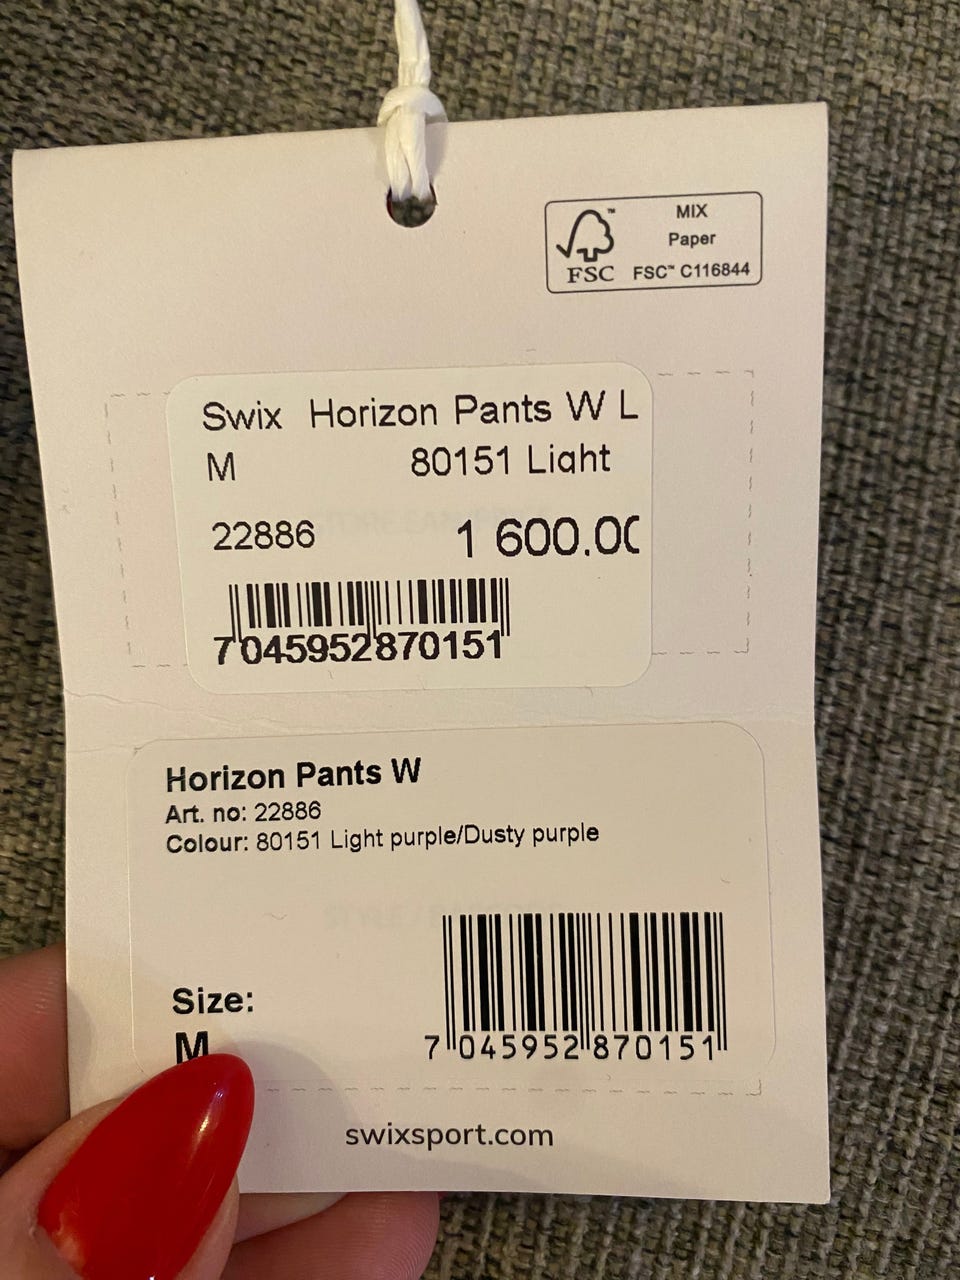 MIX
Paper
FSC FSC™ C116844
Swix Horizon Pants W L
M 80151 Light
22886 1 600.00
7045952870151
Horizon Pants W
Art. no: 22886
Colour: 80151 Light purple/Dusty purple
Size:
M
7 045952 870151
swixsport.com